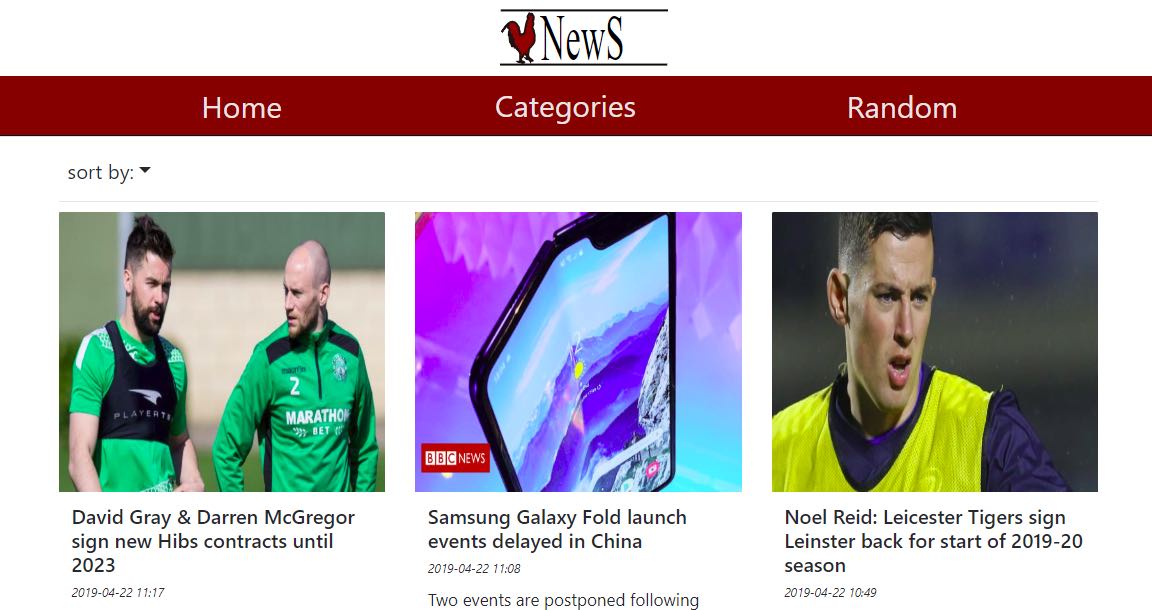 NewS
Home
Categories
Random
sort by:
PLAYERTE
macron
2
MARATHON
BET
BBC NEWS
David Gray & Darren McGregor
sign new Hibs contracts until
2023
2019-04-22 11:17
Samsung Galaxy Fold launch
events delayed in China
2019-04-22 11:08
Two events are postponed following
Noel Reid: Leicester Tigers sign
Leinster back for start of 2019-20
season
2019-04-22 10:49